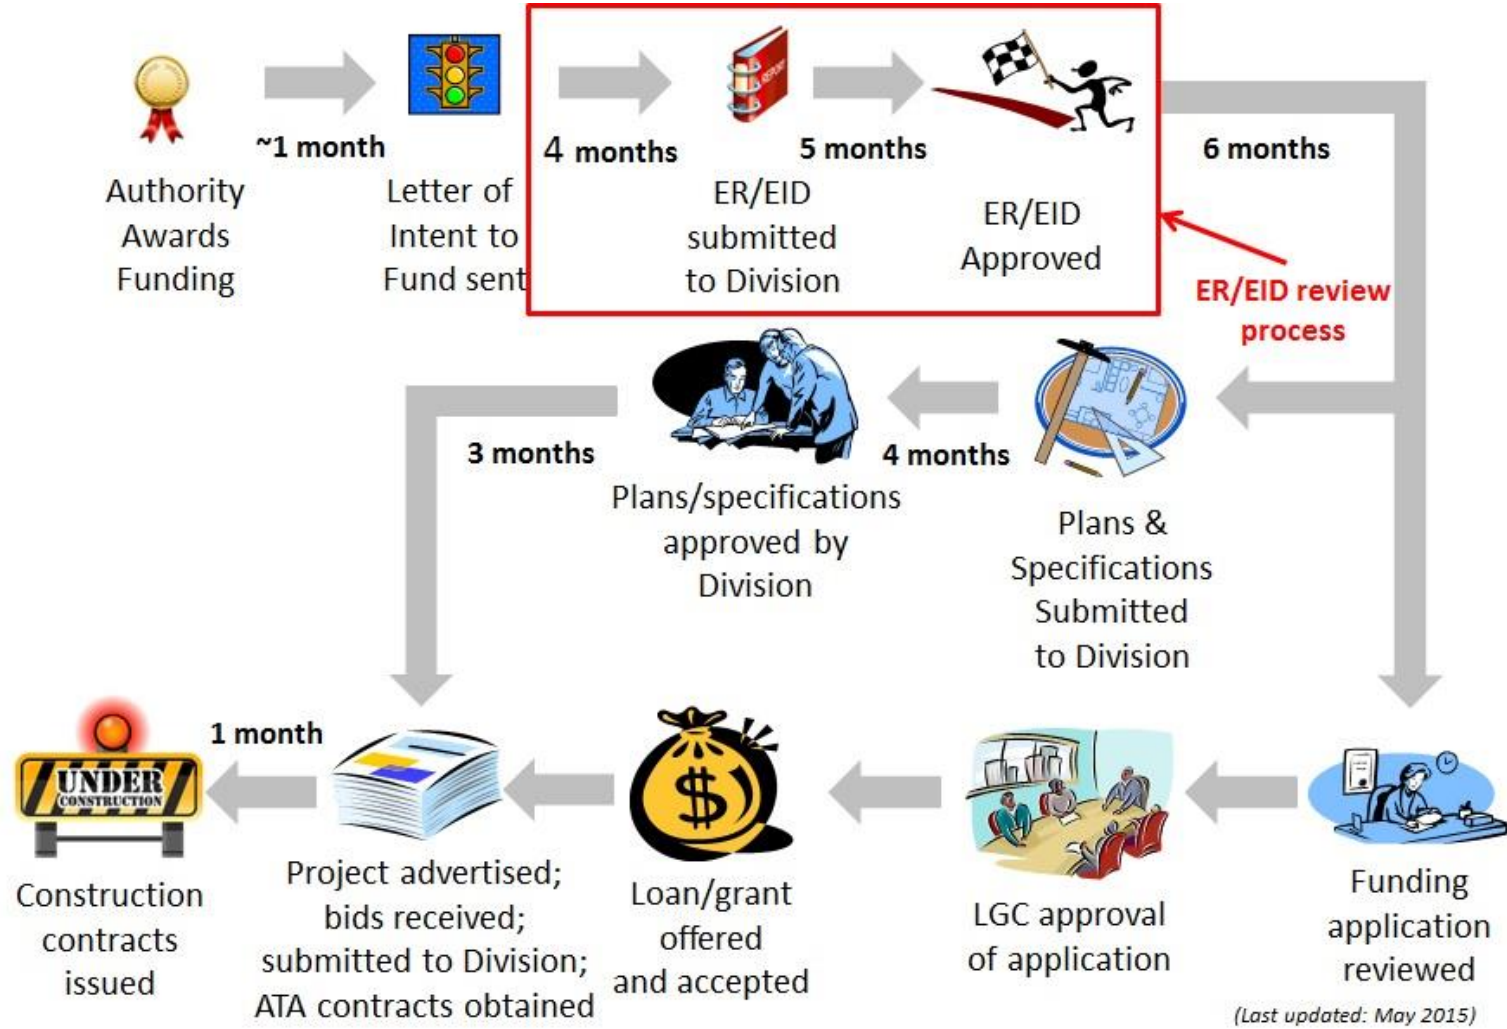 ~1 month
4 months
5 months
6 months
REPORT
Authority
Awards
Funding
Letter of
Intent to
Fund sent
ER/EID
submitted
to Division
ER/EID
Approved
ER/EID review
process
3 months
4 months
Plans/specifications
approved by
Division
Plans &
Specifications
Submitted
to Division
1 month
UNDER
CONSTRUCTION
$
Construction
contracts
issued
Project advertised;
bids received;
submitted to Division;
ATA contracts obtained
Loan/grant
offered
and accepted
LGC approval
of application
Funding
application
reviewed
(Last updated: May 2015)